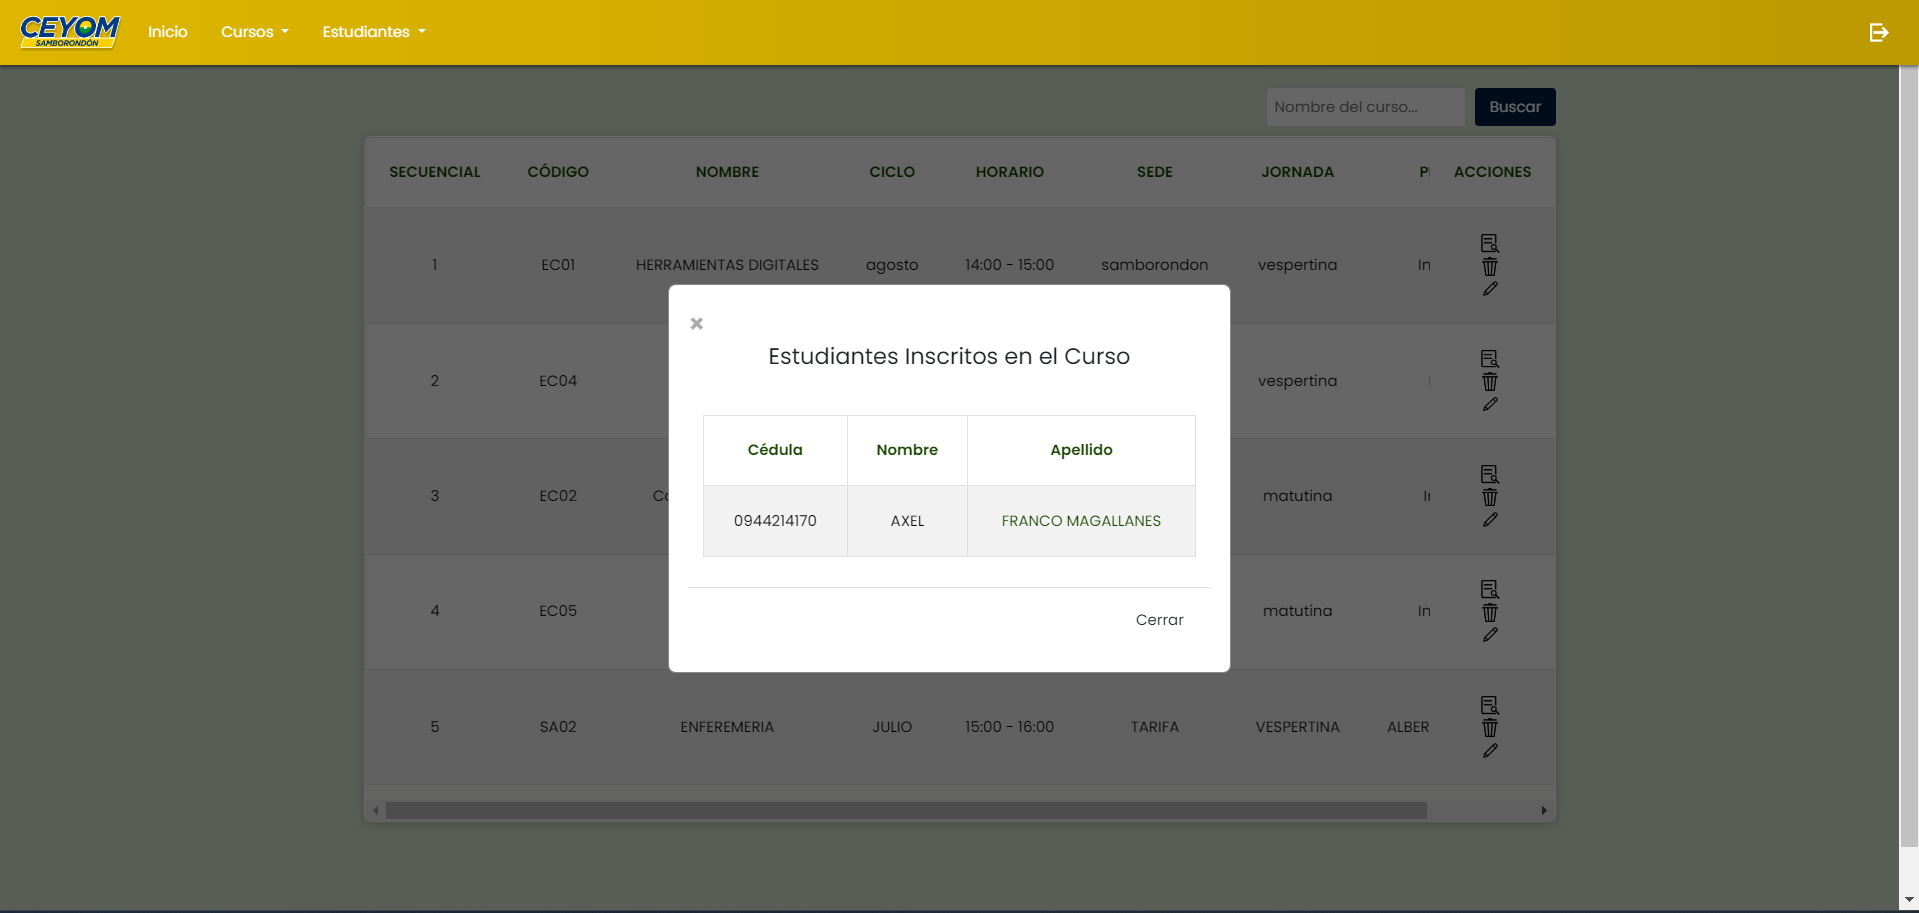 CEYOM
SAMBORONDÓN
Inicio Cursos Estudiantes
Nombre del curso... Buscar
SECUENCIAL CÓDIGO NOMBRE CICLO HORARIO SEDE JORNADA ACCIONES
1 EC01 HERRAMIENTAS DIGITALES agosto 14:00 - 15:00 samborondon vespertina In
2 EC04 vespertina
3 EC02 matutina
4 EC05 matutina In
5 SA02 ENFEREMERIA JULIO 15:00 - 16:00 TARIFA VESPERTINA ALBER
Estudiantes Inscritos en el Curso
Cédula Nombre Apellido
0944214170 AXEL FRANCO MAGALLANES
Cerrar